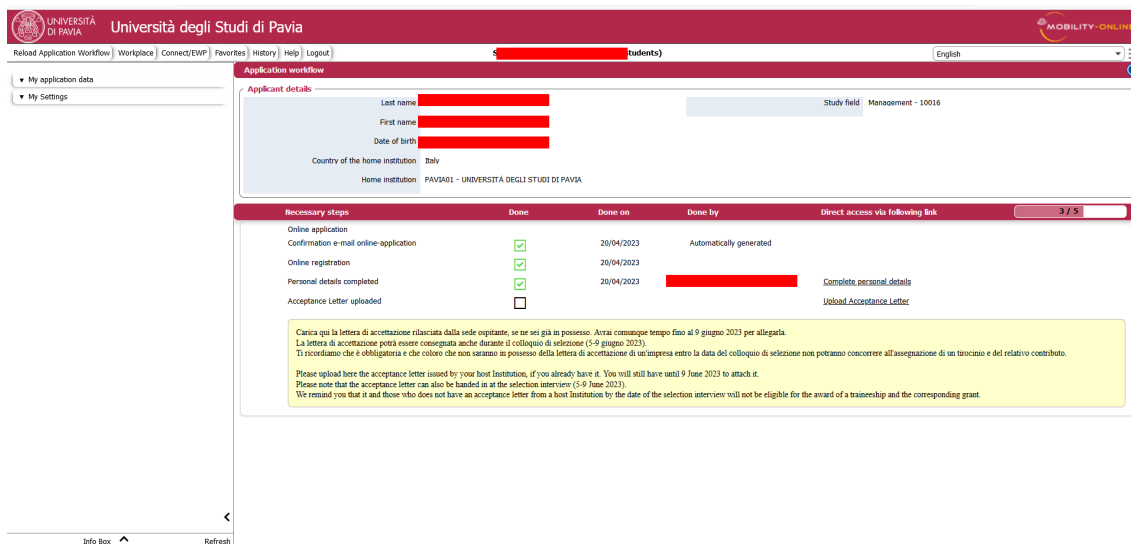 UNIVERSITÀ
DI PAVIA
Università degli Studi di Pavia
MOBILITY-ONLINE
Reload Application Workflow Workplace Connect/EWP Favorites History Help Logout
tudents)
English
My application data
My Settings
Application workflow
Applicant details
Last name
Study field Management - 10016
First name
Date of birth
Country of the home institution Italy
Home institution PAVIA01 - UNIVERSITÀ DEGLI STUDI DI PAVIA
Necessary steps Done Done on Done by Direct access via following link 3 / 5
Online application
Confirmation e-mail online-application 20/04/2023 Automatically generated
Online registration 20/04/2023
Personal details completed 20/04/2023 Complete personal details
Acceptance Letter uploaded Upload Acceptance Letter
Carica qui la lettera di accettazione rilasciata dalla sede ospitante, se ne sei già in possesso. Avrai comunque tempo fino al 9 giugno 2023 per allegarla.
La lettera di accettazione potrà essere consegnata anche durante il colloquio di selezione (5-9 giugno 2023).
Ti ricordiamo che è obbligatoria e che coloro che non saranno in possesso della lettera di accettazione di un'impresa entro la data del colloquio di selezione non potranno concorrere all'assegnazione di un tirocinio e del relativo contributo.
Please upload here the acceptance letter issued by your host Institution, if you already have it. You will still have until 9 June 2023 to attach it.
Please note that the acceptance letter can also be handed in at the selection interview (5-9 June 2023).
We remind you that it and those who does not have an acceptance letter from a host Institution by the date of the selection interview will not be eligible for the award of a traineeship and the corresponding grant.
Info Box Refresh